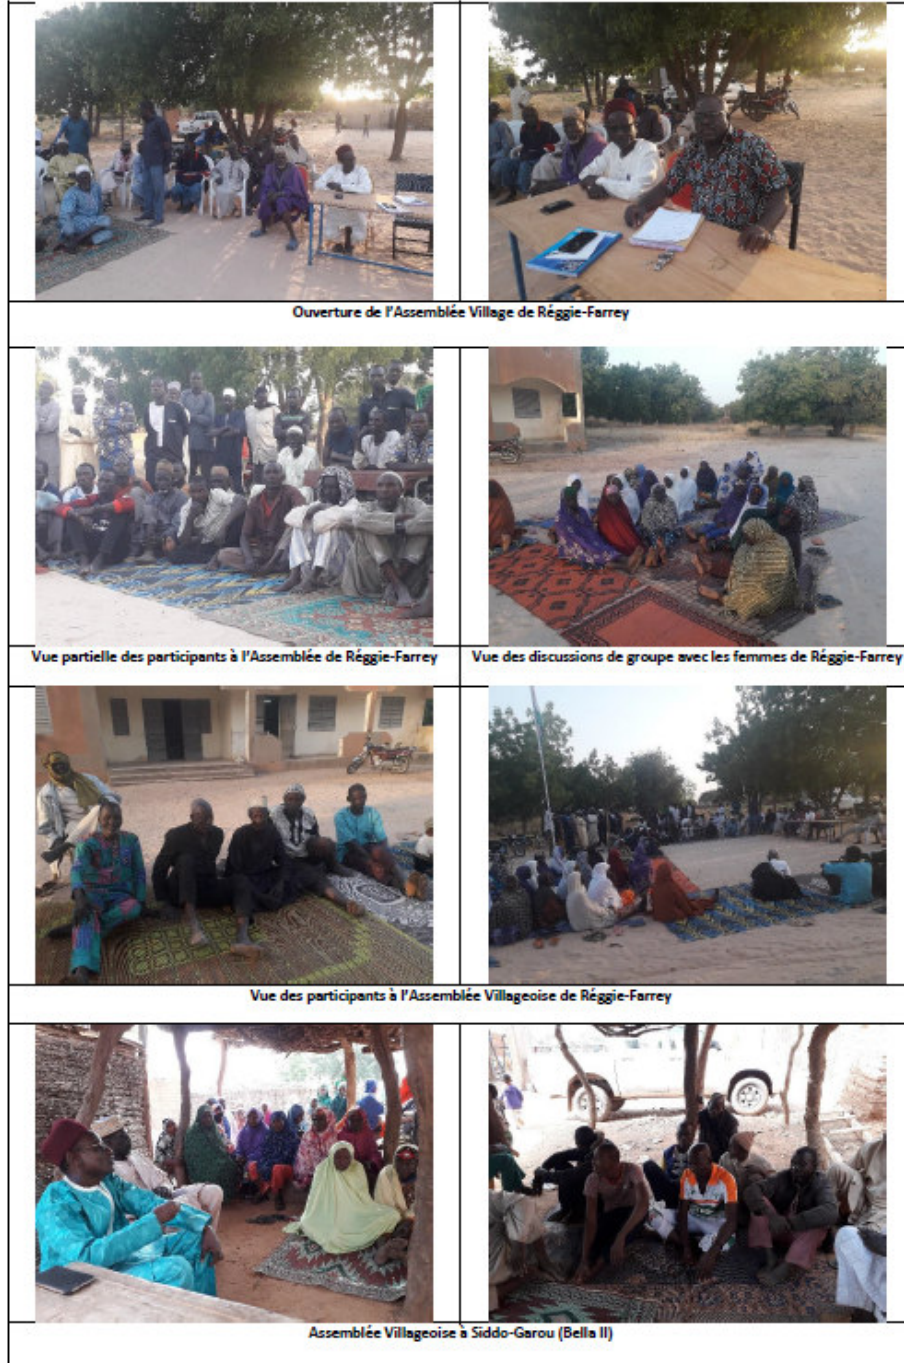 Ouverture de l'Assemblée Village de Réggie-Farrey
Vue partielle des participants à l'Assemblée de Réggie-Farrey
Vue des discussions de groupe avec les femmes de Réggie-Farrey
Vue des participants à l'Assemblée Villageoise de Réggie-Farrey
Assemblée Villageoise à Siddo-Garou (Bella II)